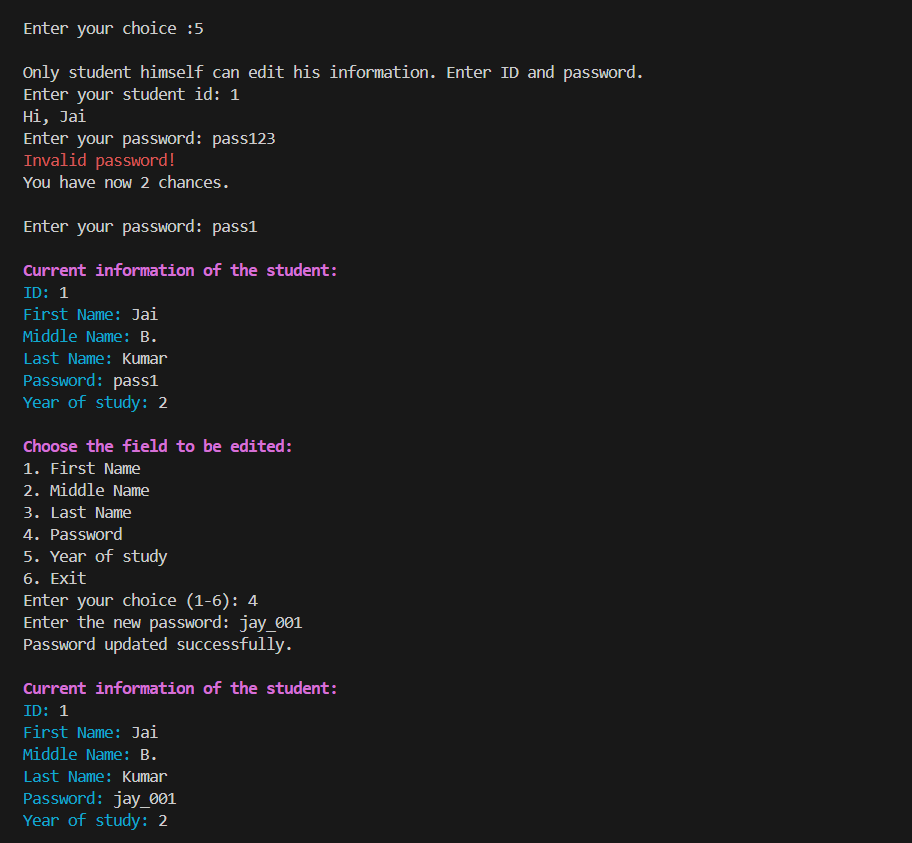 Enter your choice :5
Only student himself can edit his information. Enter ID and password.
Enter your student id: 1
Hi, Jai
Enter your password: pass123
Invalid password!
You have now 2 chances.
Enter your password: pass1
Current information of the student:
ID: 1
First Name: Jai
Middle Name: B.
Last Name: Kumar
Password: pass1
Year of study: 2
Choose the field to be edited:
1. First Name
2. Middle Name
3. Last Name
4. Password
5. Year of study
6. Exit
Enter your choice (1-6): 4
Enter the new password: jay_001
Password updated successfully.
Current information of the student:
ID: 1
First Name: Jai
Middle Name: B.
Last Name: Kumar
Password: jay_001
Year of study: 2